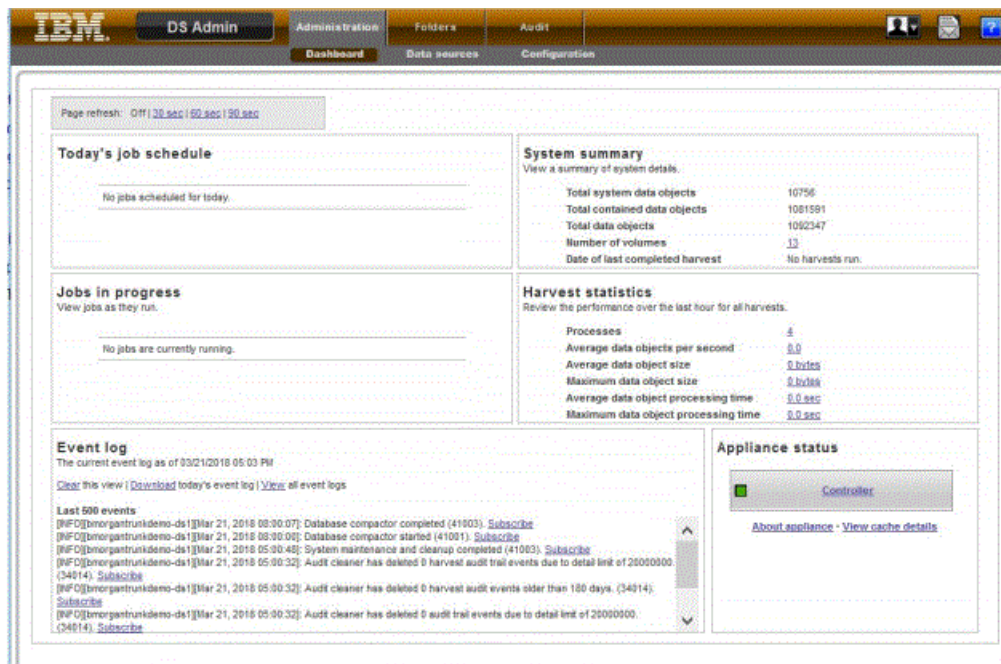 IBM. DS Admin Administration Folders Audit
Dashboard Data sources Configuration
Page refresh: Off | 30 sec | 60 sec | 90 sec
Today's job schedule
No jobs scheduled for today.
System summary
View a summary of system details.
Total system data objects 10756
Total contained data objects 1081591
Total data objects 1092347
Number of volumes 13
Date of last completed harvest No harvests run.
Jobs in progress
View jobs as they run.
No jobs are currently running.
Harvest statistics
Review the performance over the last hour for all harvests.
Processes 4
Average data objects per second 0.0
Average data object size 0 bytes
Maximum data object size 0 bytes
Average data object processing time 0.0 sec
Maximum data object processing time 0.0 sec
Event log
The current event log as of 03/21/2018 05:03 PM
Clear this view | Download today's event log | View all event logs
Last 500 events
[INFO][bmorgantrunkdemo-ds1][Mar 21, 2018 08:00:07]: Database compactor completed (41003). Subscribe
[INFO][bmorgantrunkdemo-ds1][Mar 21, 2018 08:00:00]: Database compactor started (41001). Subscribe
[INFO][bmorgantrunkdemo-ds1][Mar 21, 2018 05:00:48]: System maintenance and cleanup completed (41003). Subscribe
[INFO][bmorgantrunkdemo-ds1][Mar 21, 2018 05:00:32]: Audit cleaner has deleted 0 harvest audit trail events due to detail limit of 20000000.
(34014). Subscribe
[INFO][bmorgantrunkdemo-ds1][Mar 21, 2018 05:00:32]: Audit cleaner has deleted 0 harvest audit events older than 180 days. (34014).
Subscribe
[INFO][bmorgantrunkdemo-ds1][Mar 21, 2018 05:00:32]: Audit cleaner has deleted 0 audit trail events due to detail limit of 20000000.
(34014). Subscribe
Appliance status
Controller
About appliance - View cache details